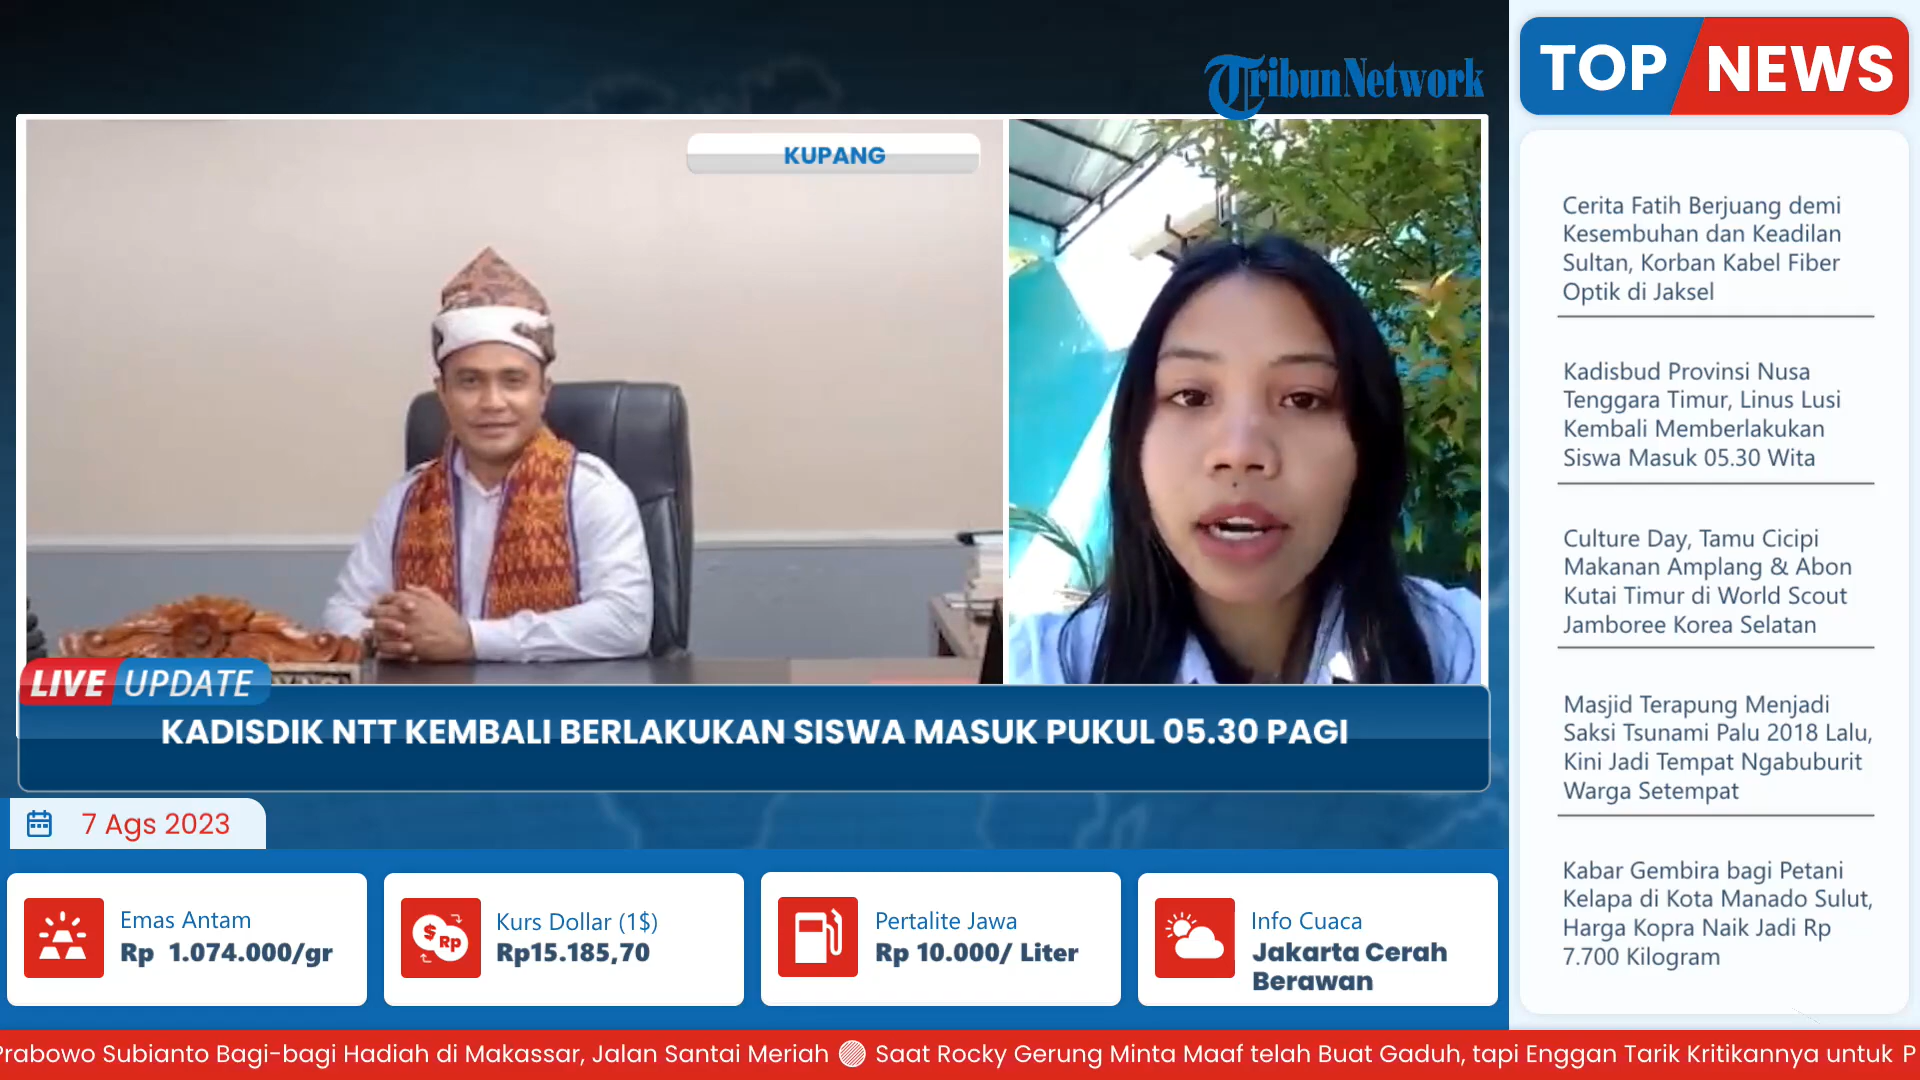 TribunNetwork
KUPANG
LIVE UPDATE
KADISDIK NTT KEMBALI BERLAKUKAN SISWA MASUK PUKUL 05.30 PAGI
7 Ags 2023
Emas Antam
Rp 1.074.000/gr
Kurs Dollar (1$)
Rp15.185,70
Pertalite Jawa
Rp 10.000/ Liter
Info Cuaca
Jakarta Cerah
Berawan
TOP NEWS
Cerita Fatih Berjuang demi
Kesembuhan dan Keadilan
Sultan, Korban Kabel Fiber
Optik di Jaksel
Kadisbud Provinsi Nusa
Tenggara Timur, Linus Lusi
Kembali Memberlakukan
Siswa Masuk 05.30 Wita
Culture Day, Tamu Cicipi
Makanan Amplang & Abon
Kutai Timur di World Scout
Jamboree Korea Selatan
Masjid Terapung Menjadi
Saksi Tsunami Palu 2018 Lalu,
Kini Jadi Tempat Ngabuburit
Warga Setempat
Kabar Gembira bagi Petani
Kelapa di Kota Manado Sulut,
Harga Kopra Naik Jadi Rp
7.700 Kilogram
Prabowo Subianto Bagi-bagi Hadiah di Makassar, Jalan Santai Meriah Saat Rocky Gerung Minta Maaf telah Buat Gaduh, tapi Enggan Tarik Kritikannya untuk P